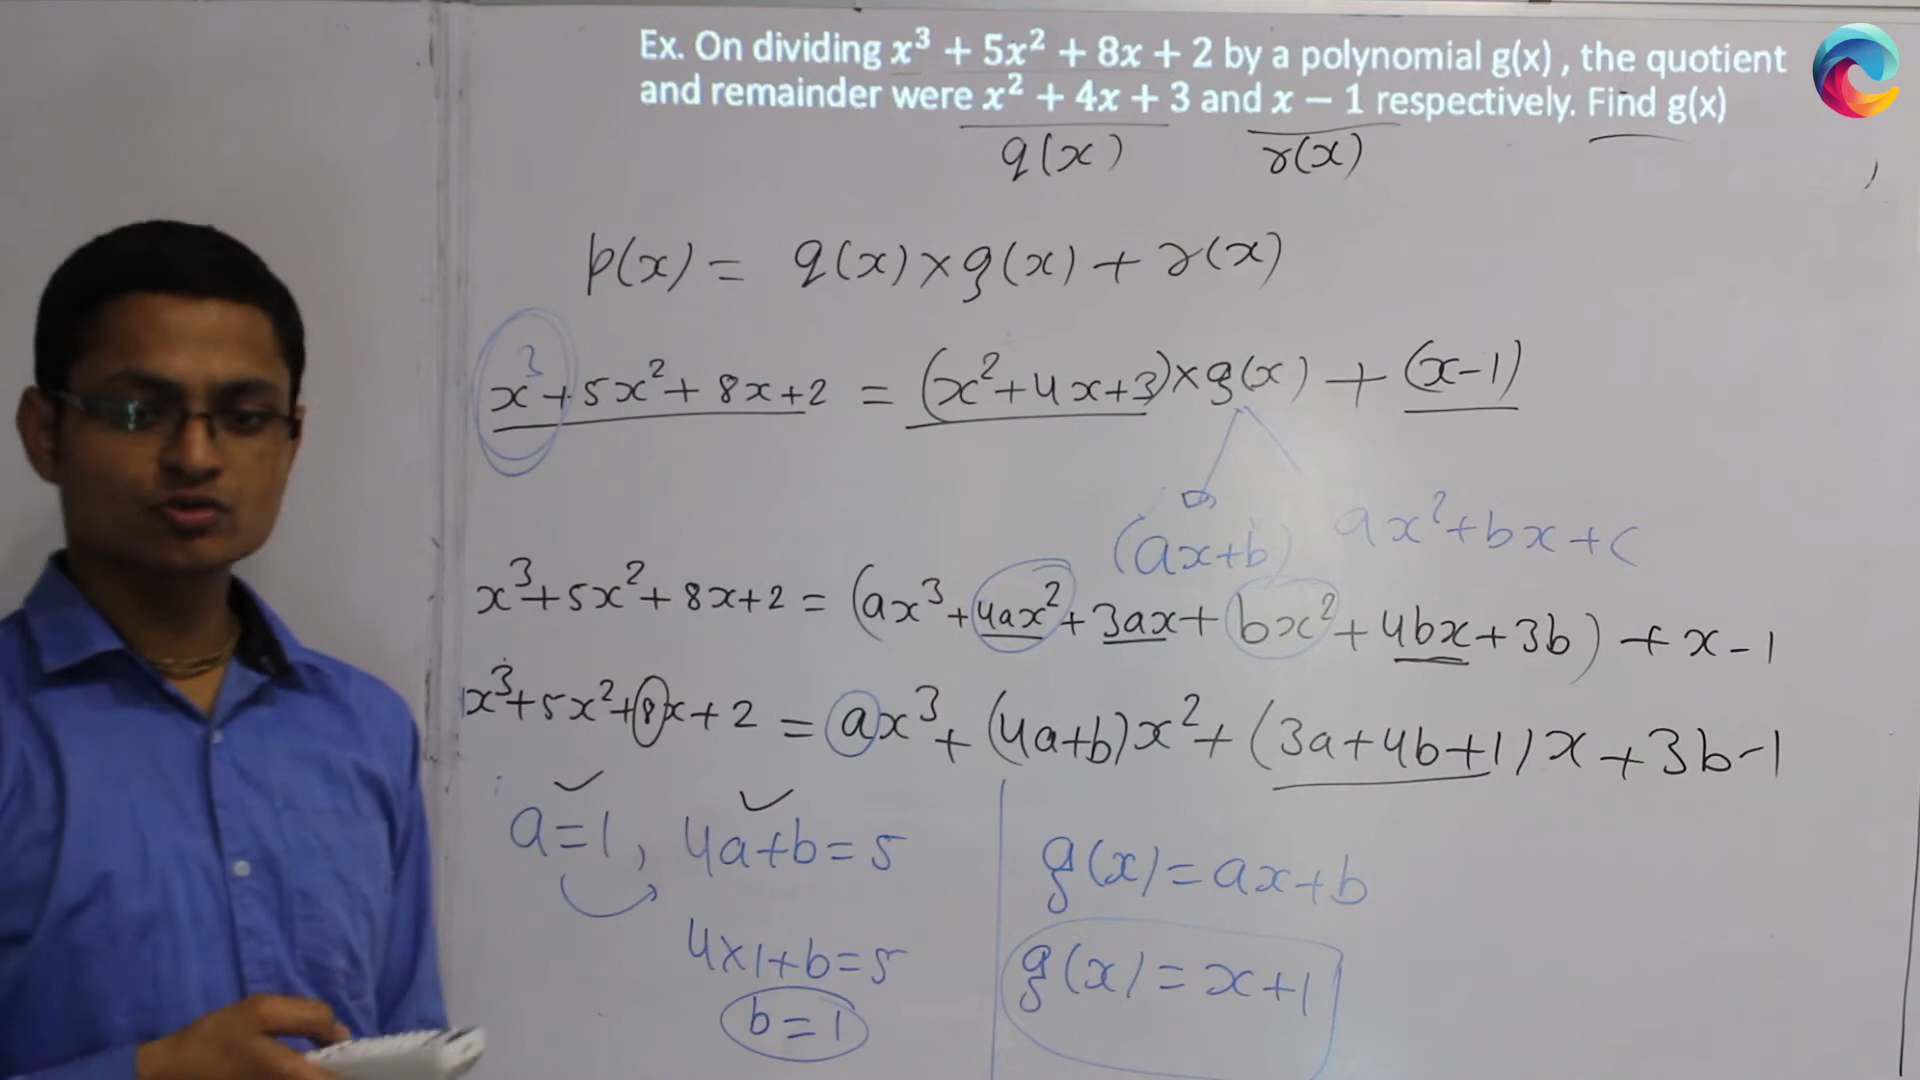 Ex. On dividing x³ + 5x² + 8x + 2 by a polynomial g(x) , the quotient
and remainder were x² + 4x + 3 and x − 1 respectively. Find g(x)
q(x) r(x)
p(x) = q(x) × g(x) + r(x)
x³ + 5x² + 8x + 2 = (x² + 4x + 3) × g(x) + (x - 1)
(ax+b) ax² + bx + c
x³ + 5x² + 8x + 2 = (ax³ + 4ax² + 3ax + bx² + 4bx + 3b) + x - 1
x³ + 5x² + 8x + 2 = ax³ + (4a+b)x² + (3a+4b+1)x + 3b - 1
a = 1, 4a+b = 5
4×1+b = 5
b = 1
g(x) = ax+b
g(x) = x+1